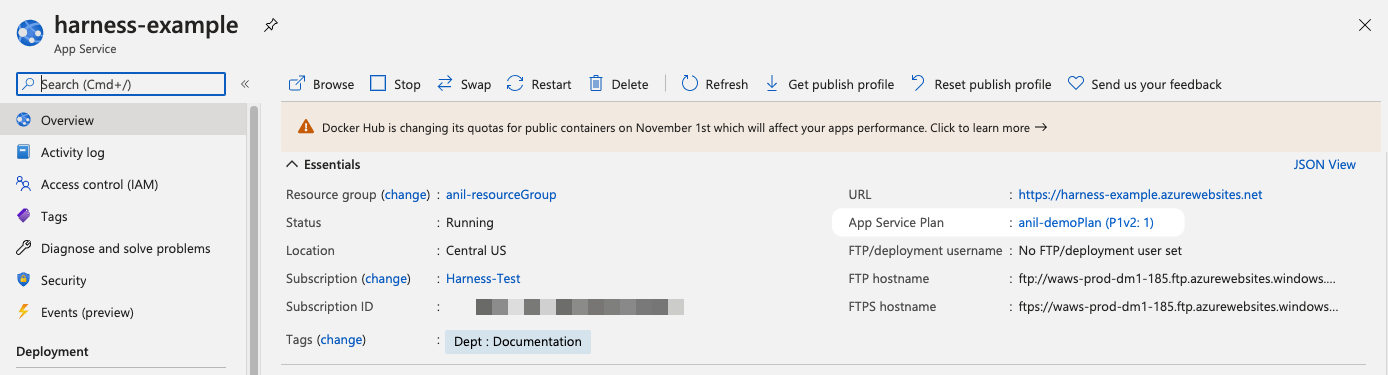 harness-example
App Service
Search (Cmd+/)
«
Overview
Activity log
Access control (IAM)
Tags
Diagnose and solve problems
Security
Events (preview)
Deployment
Browse Stop Swap Restart Delete Refresh Get publish profile Reset publish profile Send us your feedback
Docker Hub is changing its quotas for public containers on November 1st which will affect your apps performance. Click to learn more →
Essentials JSON View
Resource group (change) : anil-resourceGroup
Status : Running
Location : Central US
Subscription (change) : Harness-Test
Subscription ID :
Tags (change) : Dept : Documentation
URL : https://harness-example.azurewebsites.net
App Service Plan : anil-demoPlan (P1v2: 1)
FTP/deployment username : No FTP/deployment user set
FTP hostname : ftp://waws-prod-dm1-185.ftp.azurewebsites.windows....
FTPS hostname : ftps://waws-prod-dm1-185.ftp.azurewebsites.windows...